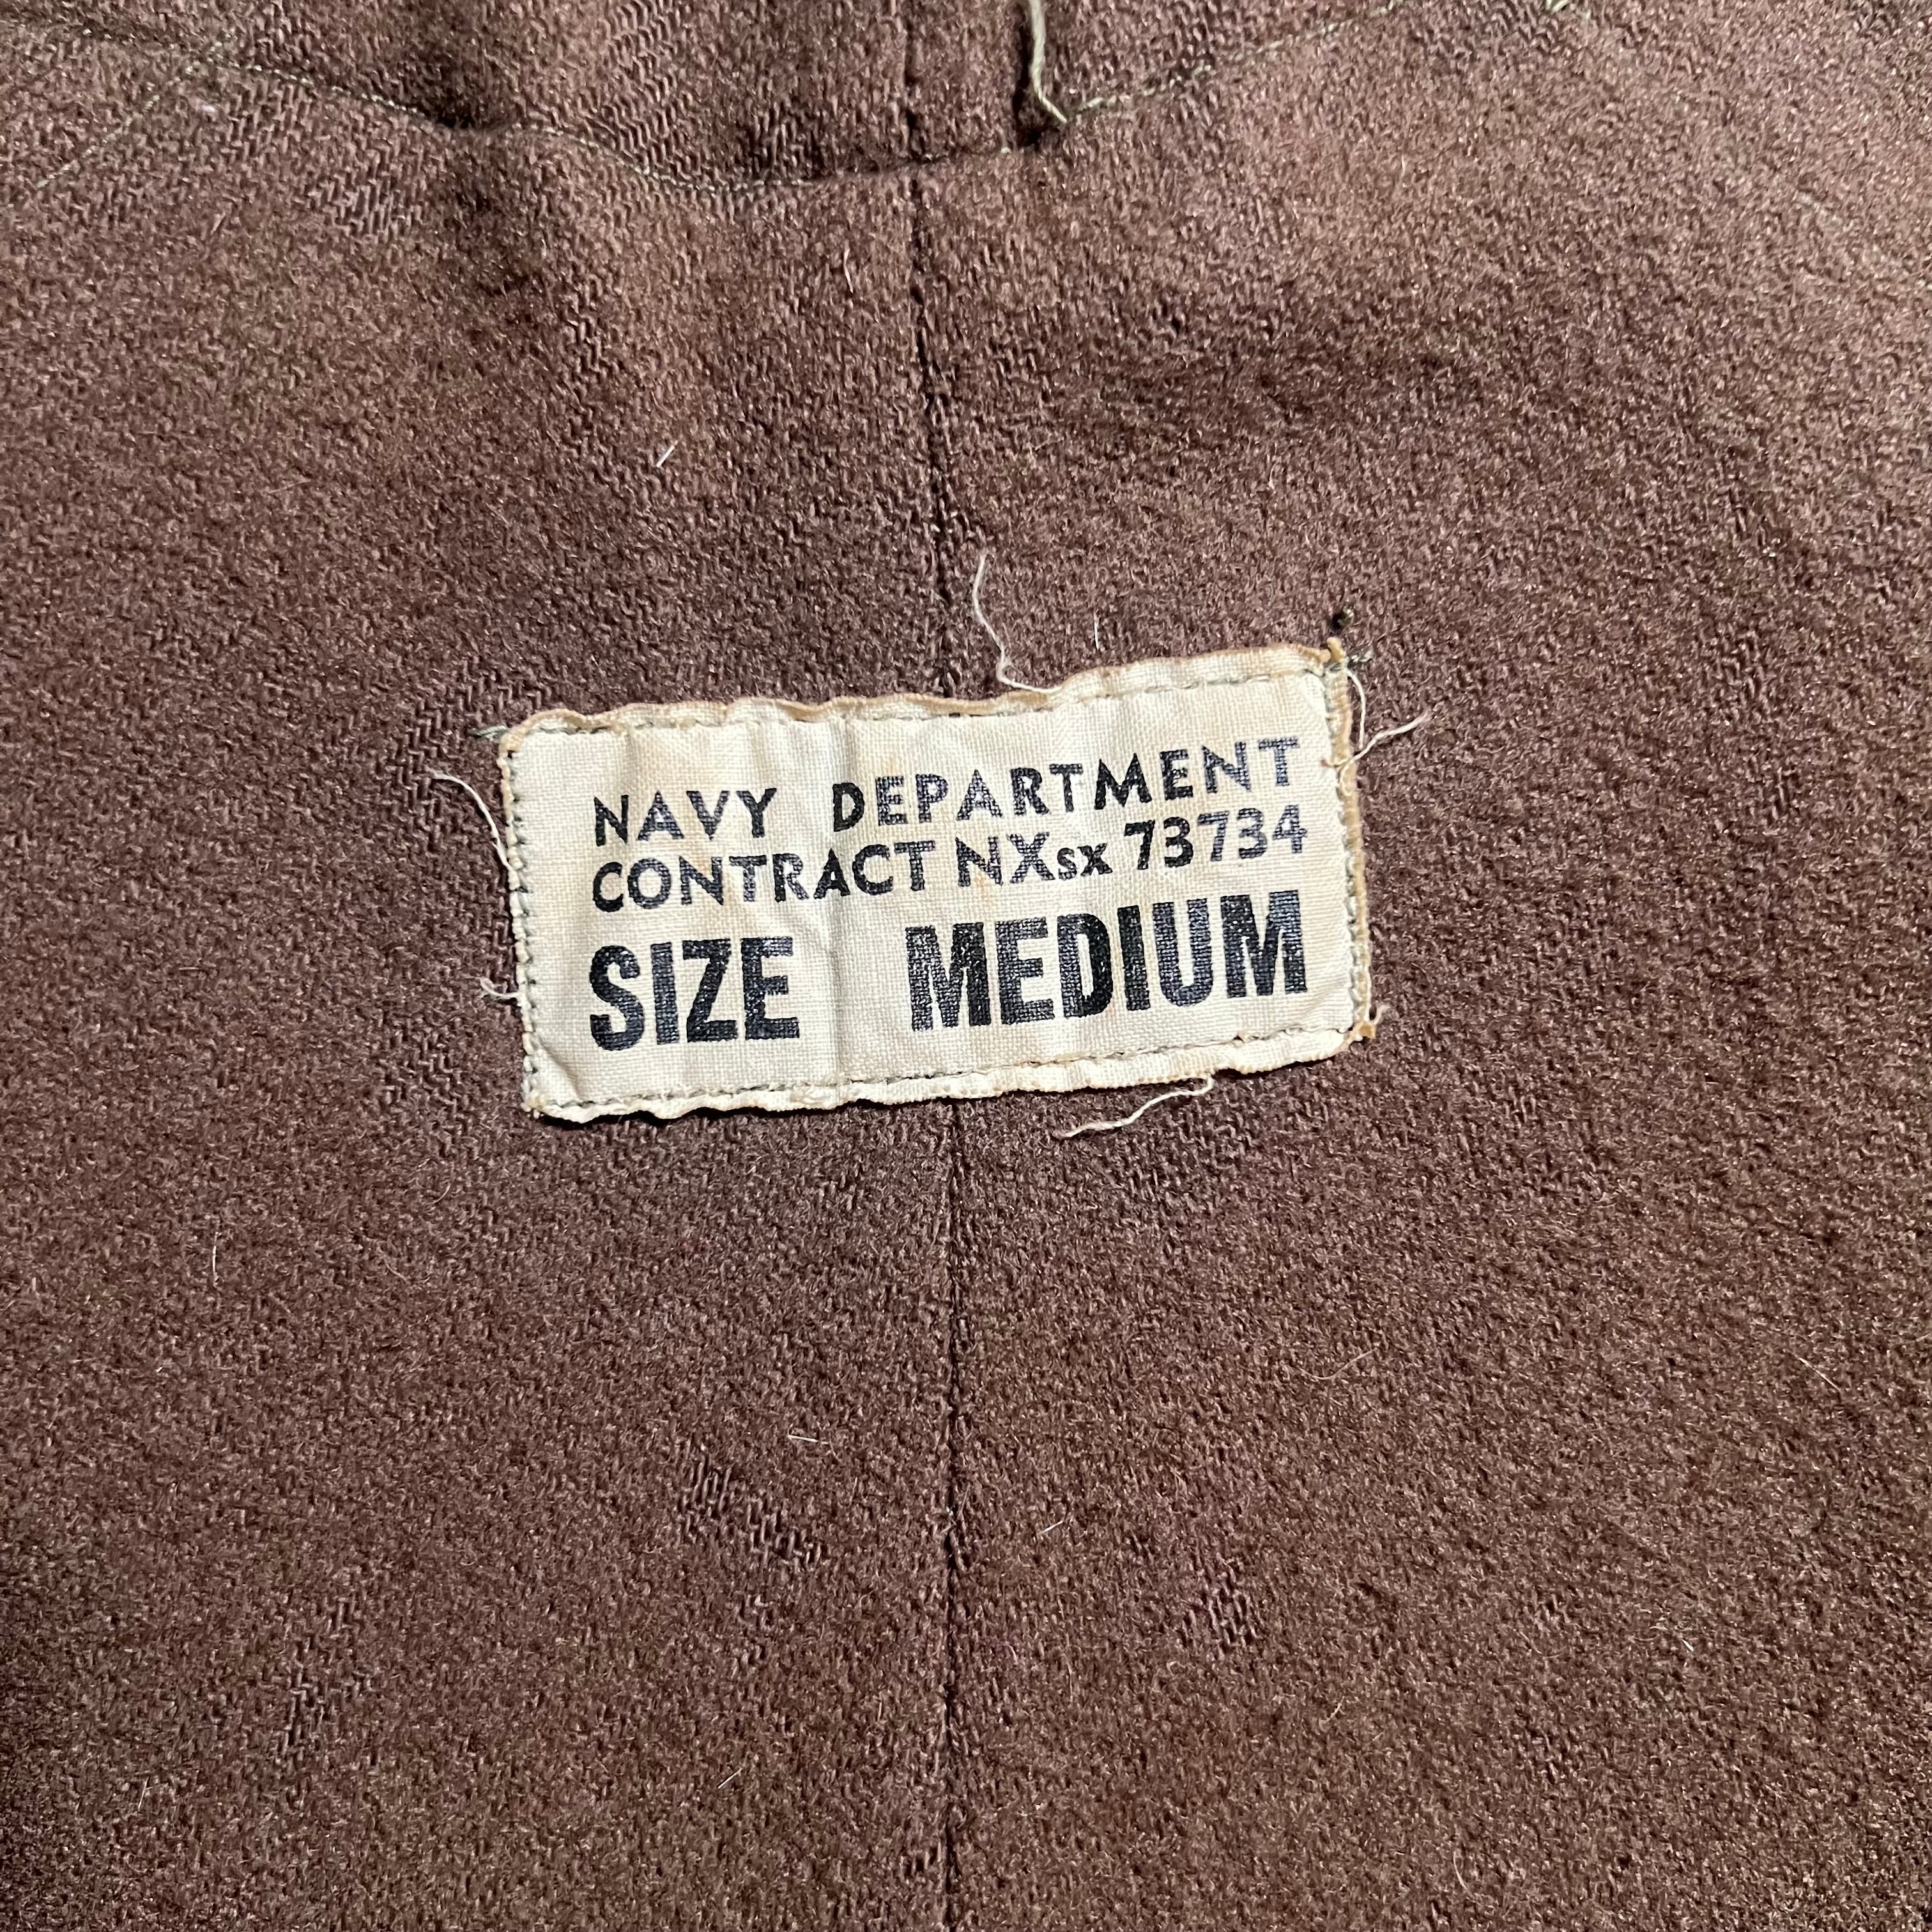 NAVY DEPARTMENT
CONTRACT NXsx 73734
SIZE MEDIUM